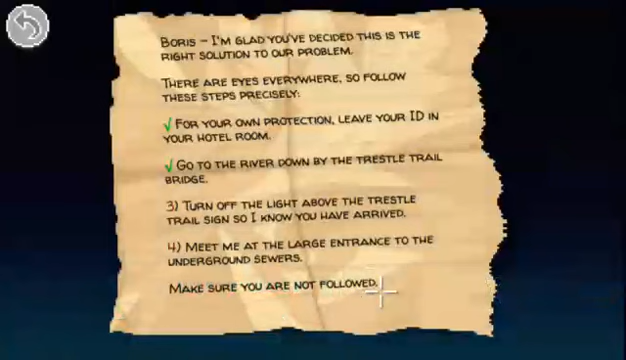 BORIS – I'M GLAD YOU'VE DECIDED THIS IS THE
RIGHT SOLUTION TO OUR PROBLEM.
THERE ARE EYES EVERYWHERE, SO FOLLOW
THESE STEPS PRECISELY:
√ FOR YOUR OWN PROTECTION, LEAVE YOUR ID IN
YOUR HOTEL ROOM.
√ GO TO THE RIVER DOWN BY THE TRESTLE TRAIL
BRIDGE.
3) TURN OFF THE LIGHT ABOVE THE TRESTLE
TRAIL SIGN SO I KNOW YOU HAVE ARRIVED.
4) MEET ME AT THE LARGE ENTRANCE TO THE
UNDERGROUND SEWERS.
MAKE SURE YOU ARE NOT FOLLOWED.